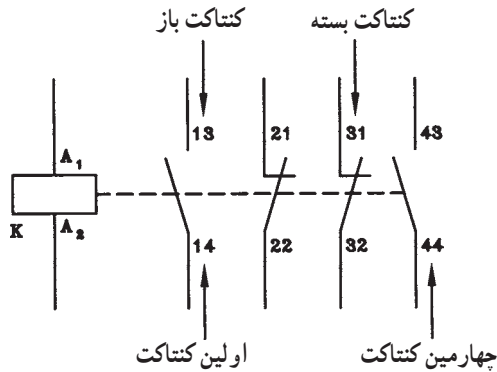 کنتاکت بسته
کنتاکت باز
13 21 31 43
A₁
K A₂
14 22 32 44
چهارمین کنتاکت
اولین کنتاکت